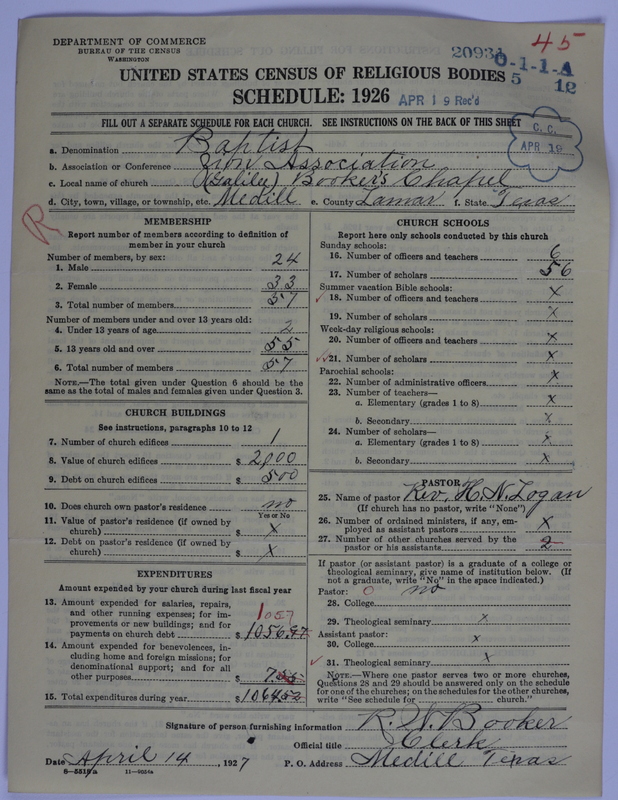 DEPARTMENT OF COMMERCE
BUREAU OF THE CENSUS
WASHINGTON
45
20934
0-1-1-A
5 12
UNITED STATES CENSUS OF RELIGIOUS BODIES
SCHEDULE: 1926
APR 19 Rec'd
FILL OUT A SEPARATE SCHEDULE FOR EACH CHURCH. SEE INSTRUCTIONS ON THE BACK OF THIS SHEET
C. C.
APR 19
a. Denomination Baptist
b. Association or Conference Zion Association
c. Local name of church (Galilee) Booker's Chapel
d. City, town, village, or township, etc. Medill e. County Lamar f. State Texas
R
MEMBERSHIP
Report number of members according to definition of
member in your church
Number of members, by sex:
1. Male 24
2. Female 33
3. Total number of members 57
Number of members under and over 13 years old:
4. Under 13 years of age 2
5. 13 years old and over 55
6. Total number of members 57
NOTE.—The total given under Question 6 should be the
same as the total of males and females given under Question 3.
CHURCH BUILDINGS
See instructions, paragraphs 10 to 12
7. Number of church edifices 1
8. Value of church edifices $ 2000
9. Debt on church edifices $ 500
10. Does church own pastor's residence no
Yes or No
11. Value of pastor's residence (if owned by
church) $ X
12. Debt on pastor's residence (if owned by
church) $ X
EXPENDITURES
Amount expended by your church during last fiscal year
13. Amount expended for salaries, repairs,
and other running expenses; for im-
provements or new buildings; and for
payments on church debt $ 1056.97
1057
14. Amount expended for benevolences, in-
cluding home and foreign missions; for
denominational support; and for all
other purposes $ 755
15. Total expenditures during year $ 106452
CHURCH SCHOOLS
Report here only schools conducted by this church
Sunday schools:
16. Number of officers and teachers 6
17. Number of scholars 56
Summer vacation Bible schools:
18. Number of officers and teachers X
19. Number of scholars X
Week-day religious schools:
20. Number of officers and teachers X
21. Number of scholars X
Parochial schools:
22. Number of administrative officers X
23. Number of teachers—
a. Elementary (grades 1 to 8) X
b. Secondary X
24. Number of scholars—
a. Elementary (grades 1 to 8) X
b. Secondary X
PASTOR
25. Name of pastor Rev. H. N. Logan
(If church has no pastor, write "None")
26. Number of ordained ministers, if any, em-
ployed as assistant pastors X
27. Number of other churches served by the
pastor or his assistants 2
If pastor (or assistant pastor) is a graduate of a college or
theological seminary, give name of institution below. (If
not a graduate, write "No" in the space indicated.)
Pastor: 0 no
28. College
29. Theological seminary X
Assistant pastor:
30. College X
31. Theological seminary X
NOTE.—Where one pastor serves two or more churches,
Questions 28 and 29 should be answered only on the schedule
for one of the churches; on the schedules for the other churches,
write "See schedule for church."
Signature of person furnishing information R. W. Booker
Official title Clerk
Date April 14, 1927 P. O. Address Medill Texas
11—9054a